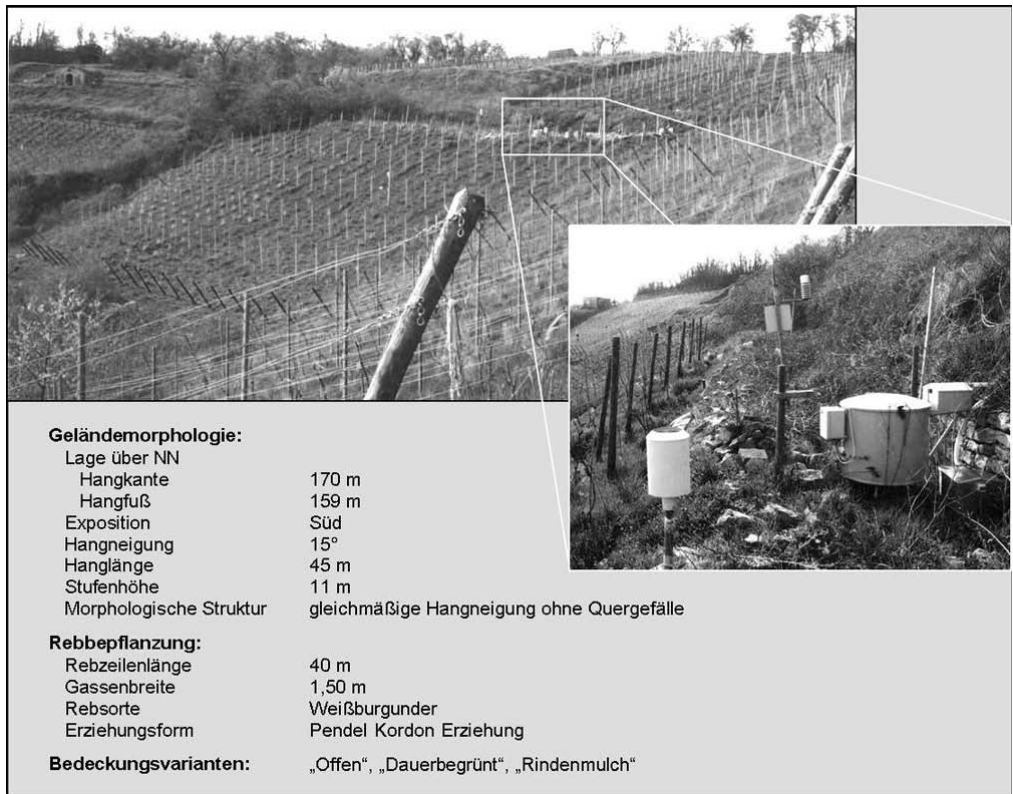 Geländemorphologie:
Lage über NN
Hangkante 170 m
Hangfuß 159 m
Exposition Süd
Hangneigung 15°
Hanglänge 45 m
Stufenhöhe 11 m
Morphologische Struktur gleichmäßige Hangneigung ohne Quergefälle
Rebbepflanzung:
Rebzeilenlänge 40 m
Gassenbreite 1,50 m
Rebsorte Weißburgunder
Erziehungsform Pendel Kordon Erziehung
Bedeckungsvarianten: „Offen“, „Dauerbegrünt“, „Rindenmulch“